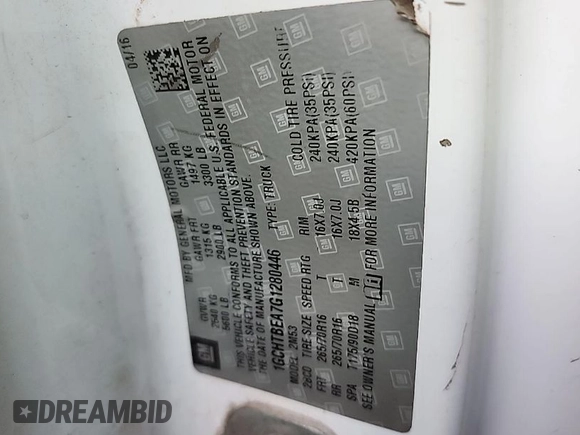 04/16
MFD BY GENERAL MOTORS LLC
GVWR GAWR FRT GAWR RR
2540 KG 1315 KG 1497 KG
5600 LB 2900 LB 3300 LB
THIS VEHICLE CONFORMS TO ALL APPLICABLE U.S. FEDERAL MOTOR
VEHICLE SAFETY AND THEFT PREVENTION STANDARDS IN EFFECT ON
THE DATE OF MANUFACTURE SHOWN ABOVE.
1GCHTBEA7G1280446 TYPE: TRUCK
MODEL: 2M53
TIRE SIZE SPEED RTG RIM COLD TIRE PRESSURE
FRT 265/70R16 T 16X7.0J 240KPA(35PSI)
RR 265/70R16 T 16X7.0J 240KPA(35PSI)
SPA T175/90D18 M 18X4.5B 420KPA(60PSI)
SEE OWNER'S MANUAL FOR MORE INFORMATION
GM
DREAMBID